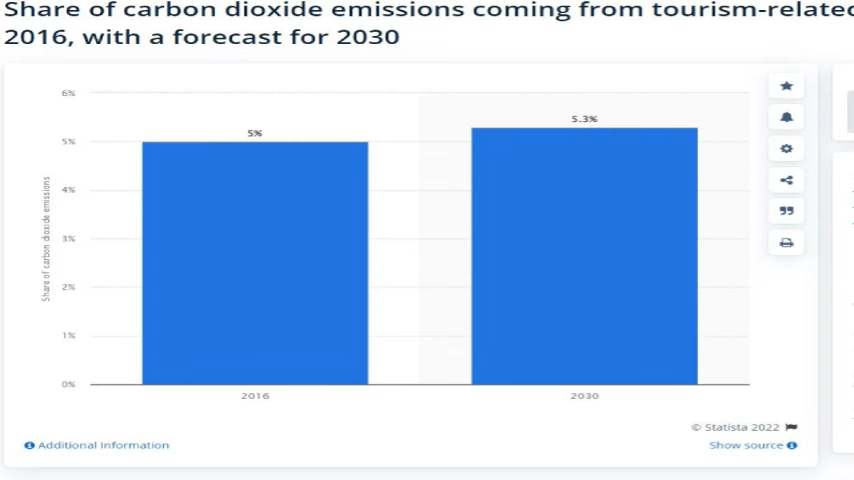 Share of carbon dioxide emissions coming from tourism-related
2016, with a forecast for 2030
6%
5%
4%
3%
2%
1%
0%
Share of carbon dioxide emissions
5%
5.3%
2016
2030
© Statista 2022
Additional Information
Show source